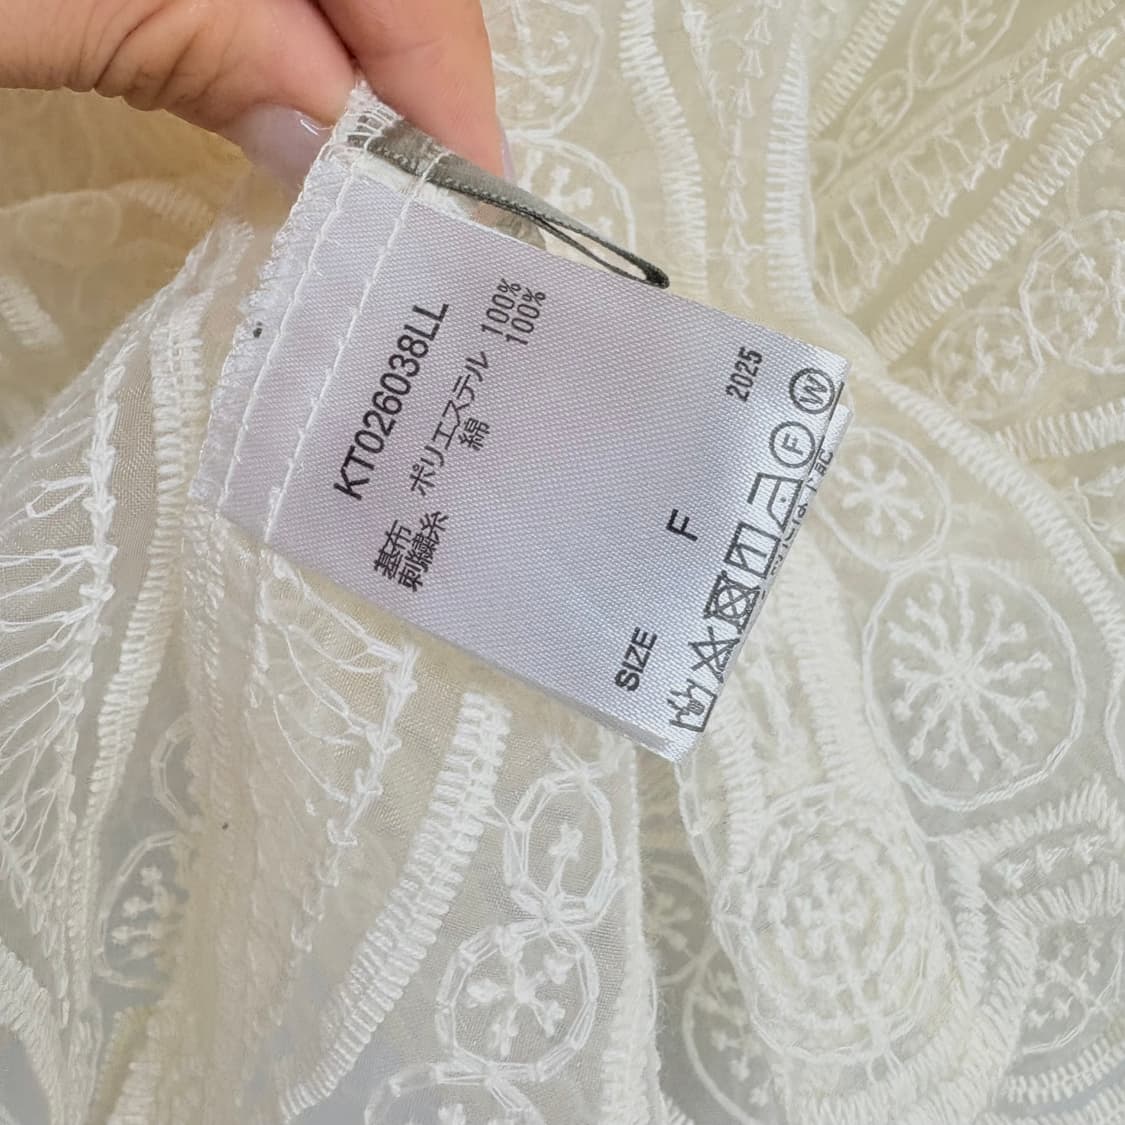 KT026038LL
基布 ポリエステル 100%
刺繍糸 綿 100%
SIZE F 2025
F W